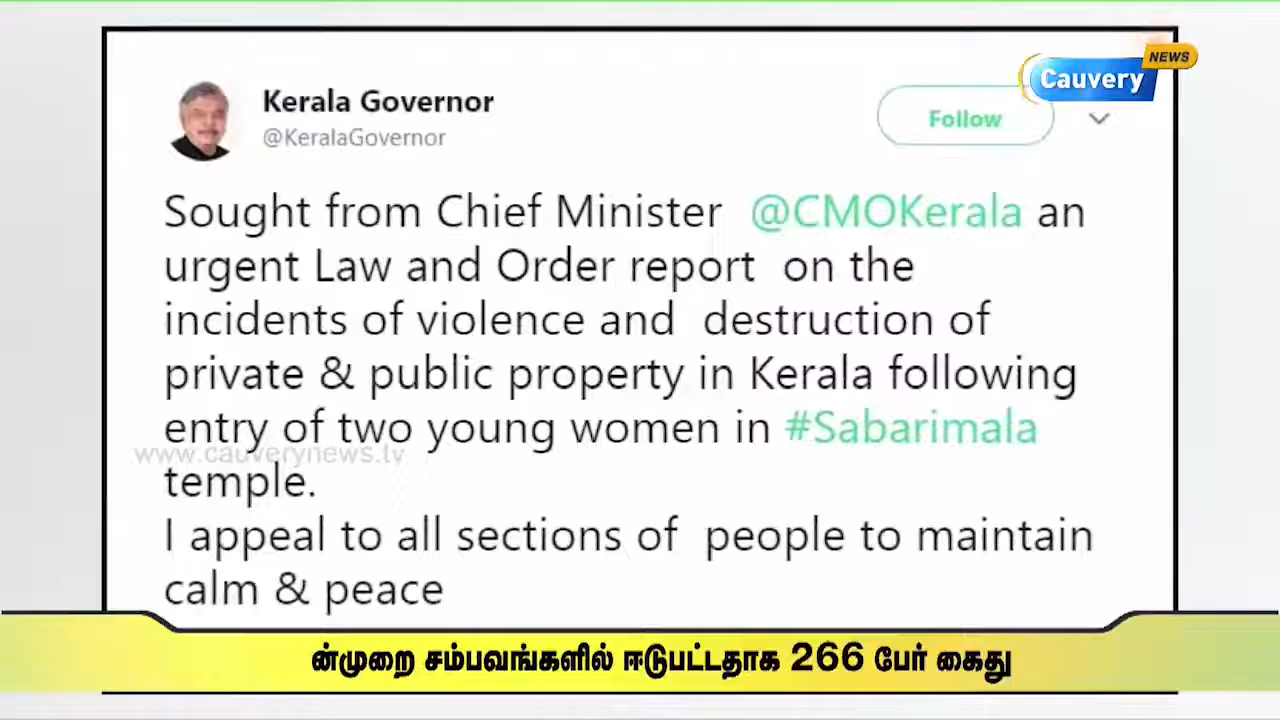 Kerala Governor
@KeralaGovernor
Follow
Cauvery
NEWS
Sought from Chief Minister @CMOKerala an
urgent Law and Order report on the
incidents of violence and destruction of
private & public property in Kerala following
entry of two young women in #Sabarimala
www.cauverynews.tv
temple.
I appeal to all sections of people to maintain
calm & peace
ன்முறை சம்பவங்களில் ஈடுபட்டதாக 266 பேர் கைது